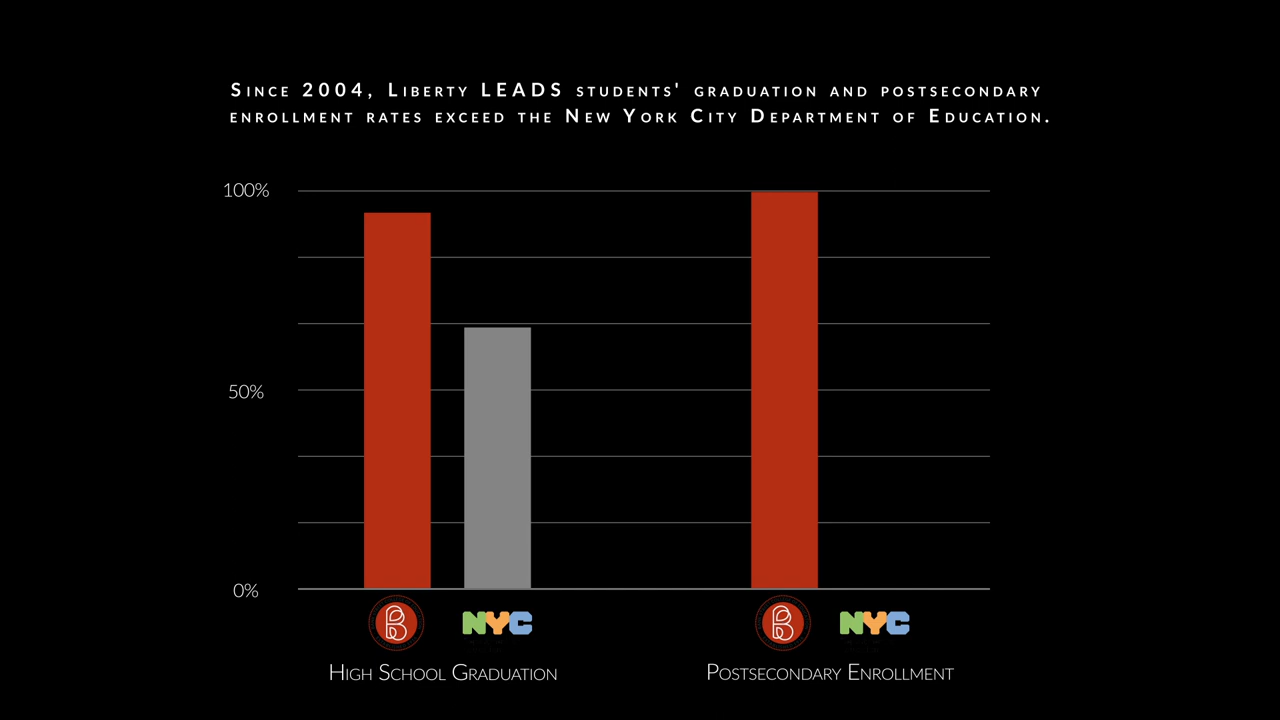 Since 2004, Liberty LEADS students' graduation and postsecondary
enrollment rates exceed the New York City Department of Education.
100%
50%
0%
B NYC B NYC
High School Graduation Postsecondary Enrollment